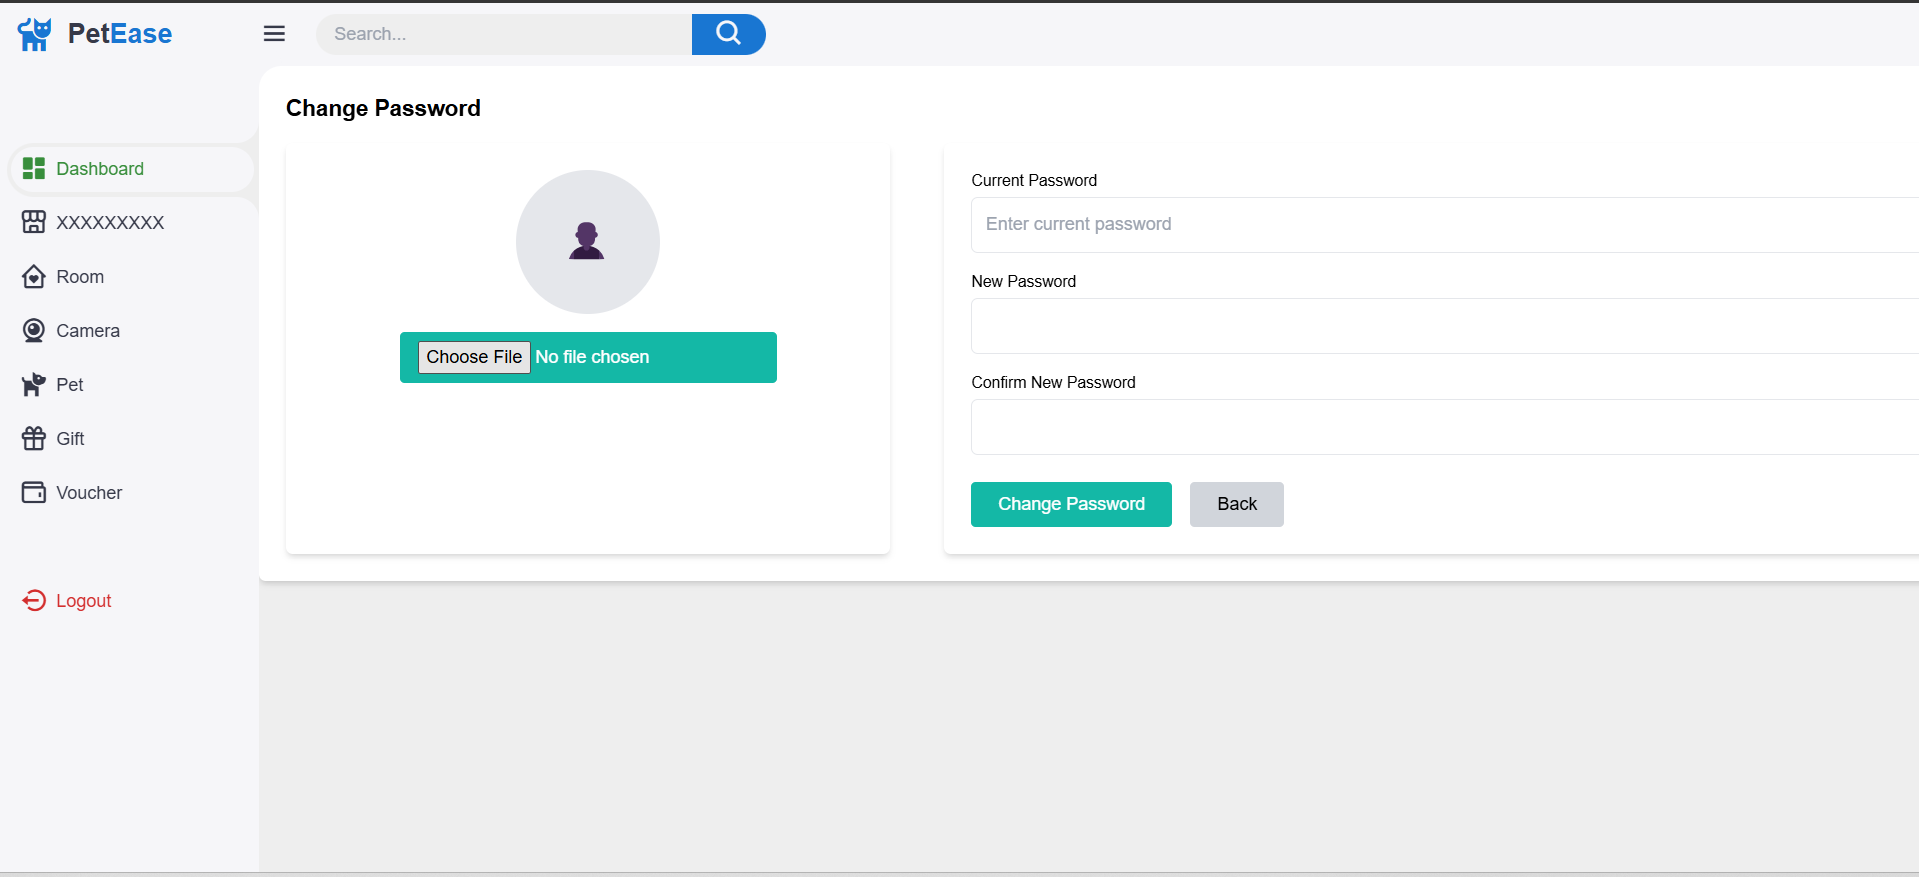 PetEase
Search...
Change Password
Dashboard
XXXXXXXXX
Room
Camera
Pet
Gift
Voucher
Logout
Choose File No file chosen
Current Password
Enter current password
New Password
Confirm New Password
Change Password
Back